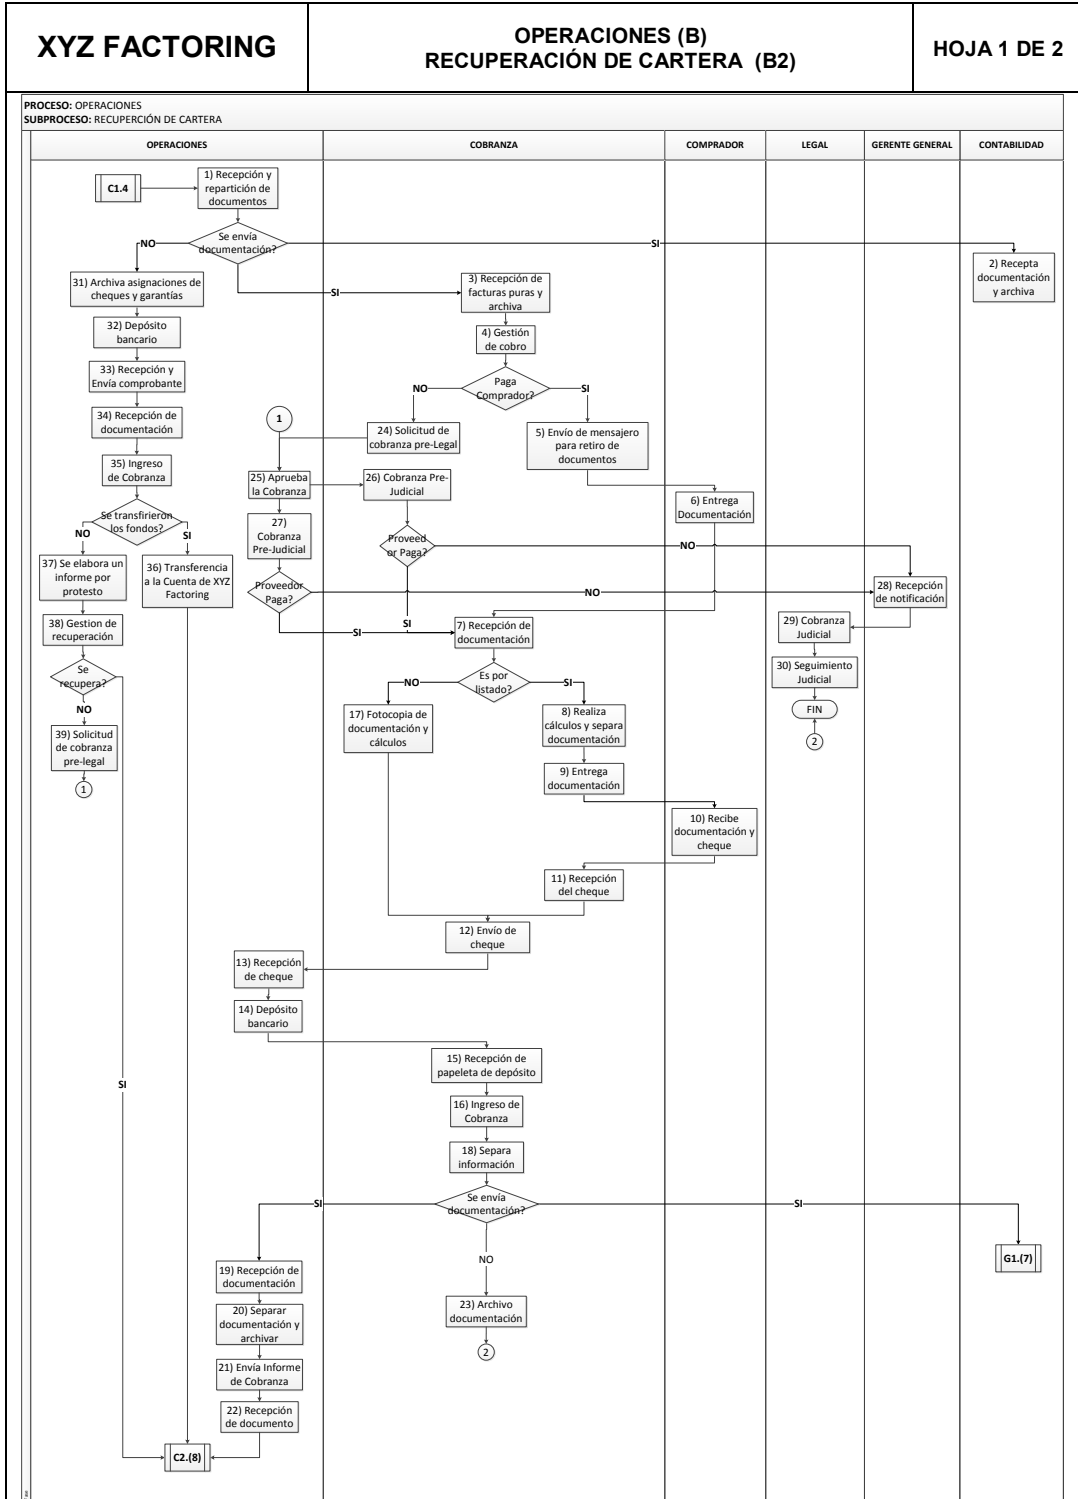 XYZ FACTORING
OPERACIONES (B)
RECUPERACIÓN DE CARTERA (B2)
HOJA 1 DE 2
PROCESO: OPERACIONES
SUBPROCESO: RECUPERCIÓN DE CARTERA
OPERACIONES
COBRANZA
COMPRADOR
LEGAL
GERENTE GENERAL
CONTABILIDAD
C1.4
1) Recepción y
repartición de
documentos
Se envía
documentación?
NO
SI
SI
2) Recepta
documentación
y archiva
31) Archiva asignaciones de
cheques y garantías
3) Recepción de
facturas puras y
archiva
32) Depósito
bancario
4) Gestión
de cobro
33) Recepción y
Envía comprobante
Paga
Comprador?
NO
SI
34) Recepción de
documentación
1
24) Solicitud de
cobranza pre-Legal
5) Envío de mensajero
para retiro de
documentos
35) Ingreso
de Cobranza
25) Aprueba
la Cobranza
26) Cobranza Pre-
Judicial
6) Entrega
Documentación
Se transfirieron
los fondos?
NO
SI
27)
Cobranza
Pre-Judicial
Proveed
or Paga?
NO
37) Se elabora un
informe por
protesto
36) Transferencia
a la Cuenta de XYZ
Factoring
Proveedor
Paga?
NO
28) Recepción
de notificación
38) Gestion de
recuperación
SI
SI
7) Recepción de
documentación
29) Cobranza
Judicial
Se
recupera?
NO
Es por
listado?
NO
SI
30) Seguimiento
Judicial
FIN
2
39) Solicitud
de cobranza
pre-legal
1
17) Fotocopia de
documentación y
cálculos
8) Realiza
cálculos y separa
documentación
9) Entrega
documentación
10) Recibe
documentación y
cheque
11) Recepción
del cheque
12) Envío de
cheque
13) Recepción
de cheque
14) Depósito
bancario
15) Recepción de
papeleta de depósito
SI
16) Ingreso de
Cobranza
18) Separa
información
Se envía
documentación?
SI
SI
NO
G1.(7)
19) Recepción de
documentación
23) Archivo
documentación
2
20) Separar
documentación y
archivar
21) Envía Informe
de Cobranza
22) Recepción
de documento
C2.(8)